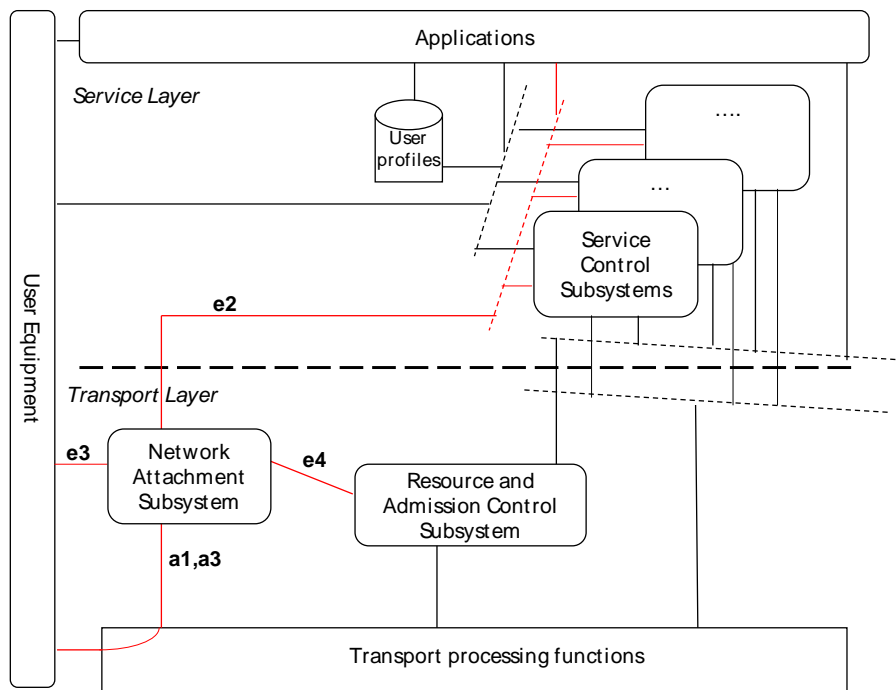 Applications
Service Layer
User
profiles
....
...
Service
Control
Subsystems
User Equipment
e2
Transport Layer
Network
Attachment
Subsystem
e3
e4
Resource and
Admission Control
Subsystem
a1,a3
Transport processing functions